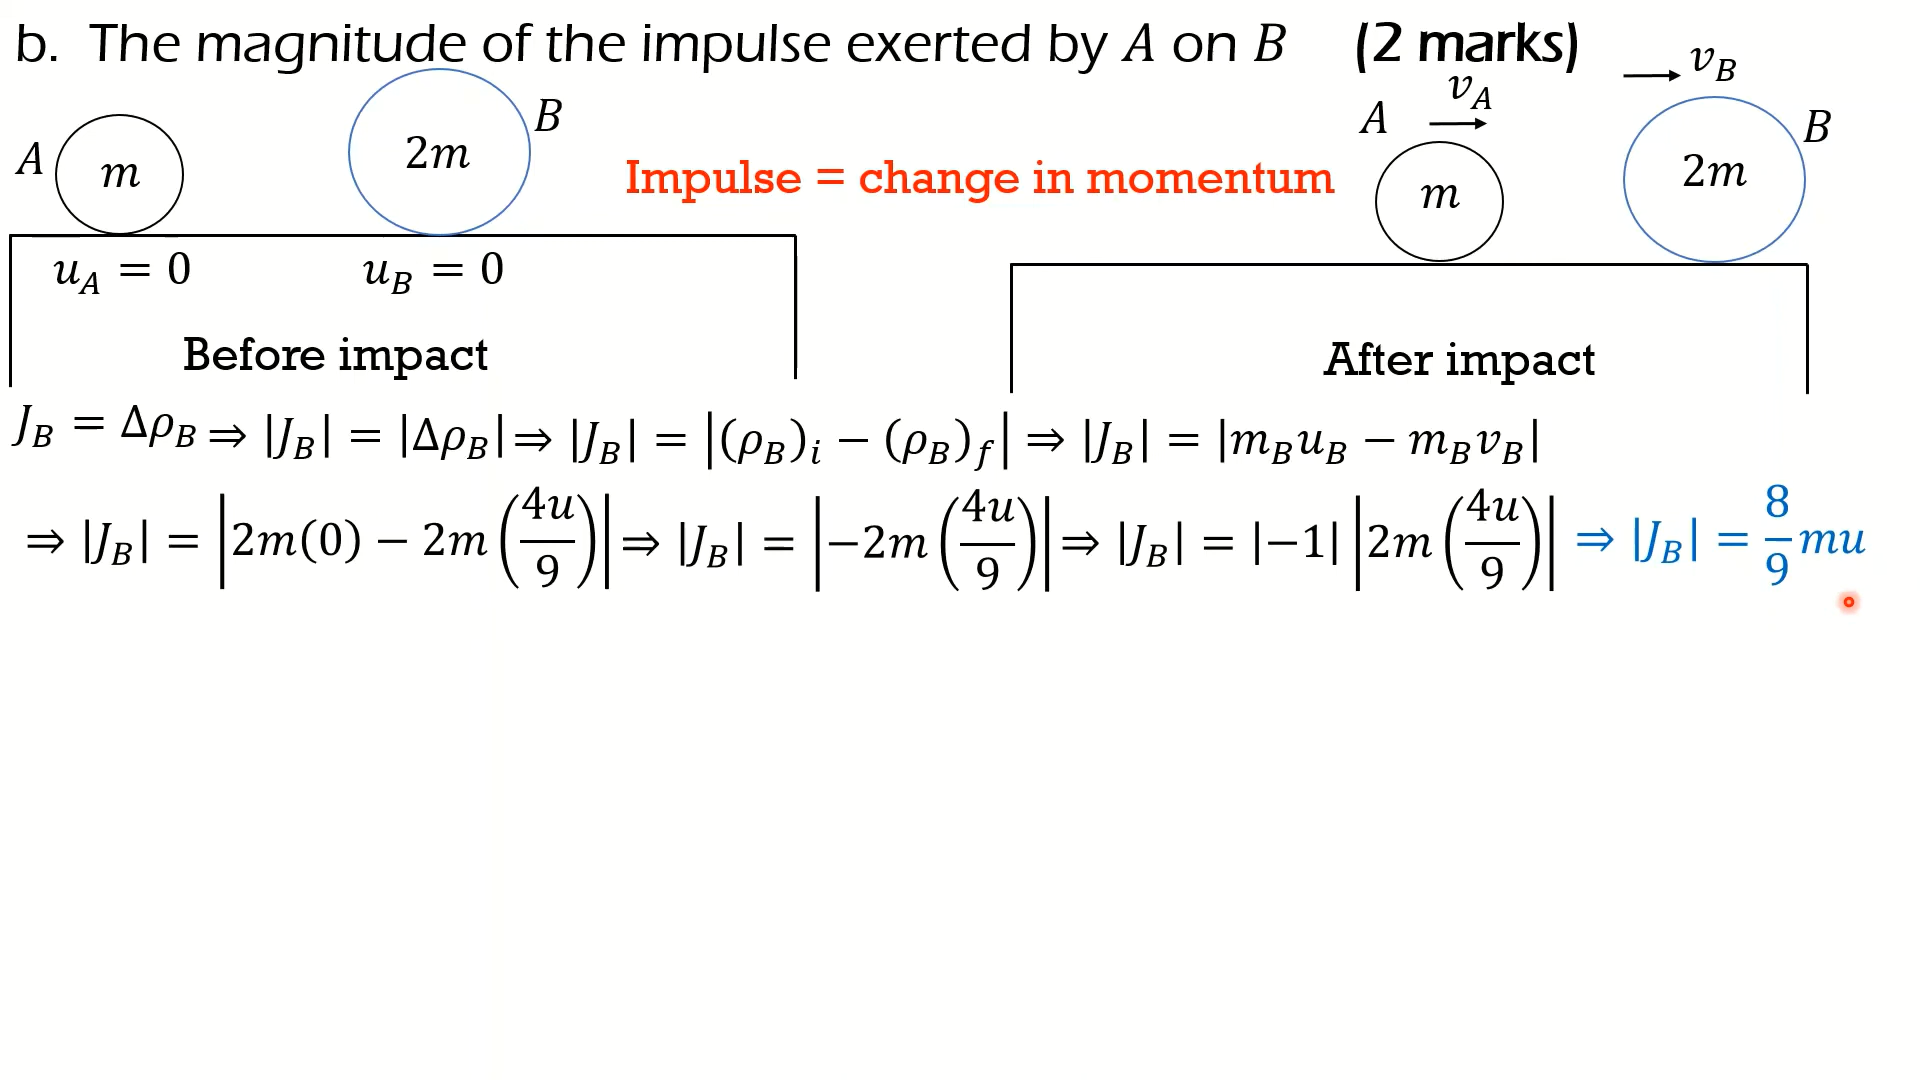 b. The magnitude of the impulse exerted by A on B (2 marks)
v_A
v_B
A
m
2m
B
Impulse = change in momentum
A
m
2m
B
u_A = 0
u_B = 0
Before impact
After impact
J_B = Δρ_B ⇒ |J_B| = |Δρ_B| ⇒ |J_B| = |(ρ_B)_i − (ρ_B)_f| ⇒ |J_B| = |m_B u_B − m_B v_B|
⇒ |J_B| = |2m(0) − 2m(4u/9)| ⇒ |J_B| = |−2m(4u/9)| ⇒ |J_B| = |−1| |2m(4u/9)| ⇒ |J_B| = 8/9 mu